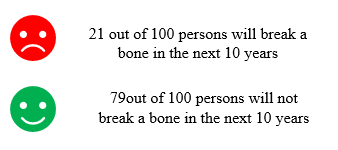 21 out of 100 persons will break a
bone in the next 10 years
79out of 100 persons will not
break a bone in the next 10 years